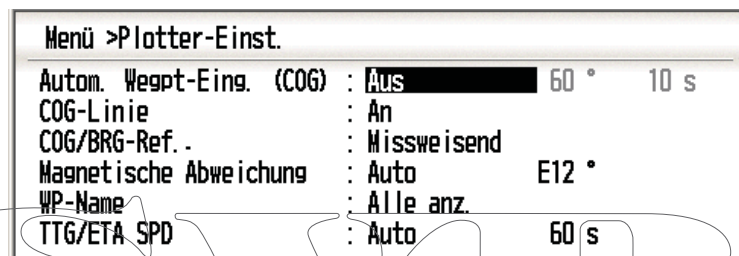 Menü >Plotter-Einst.
Autom. Wegpt-Eing. (COG) : Aus 60 ° 10 s
COG-Linie : An
COG/BRG-Ref. - : Missweisend
Magnetische Abweichung : Auto E12 °
WP-Name : Alle anz.
TTG/ETA SPD : Auto 60 s